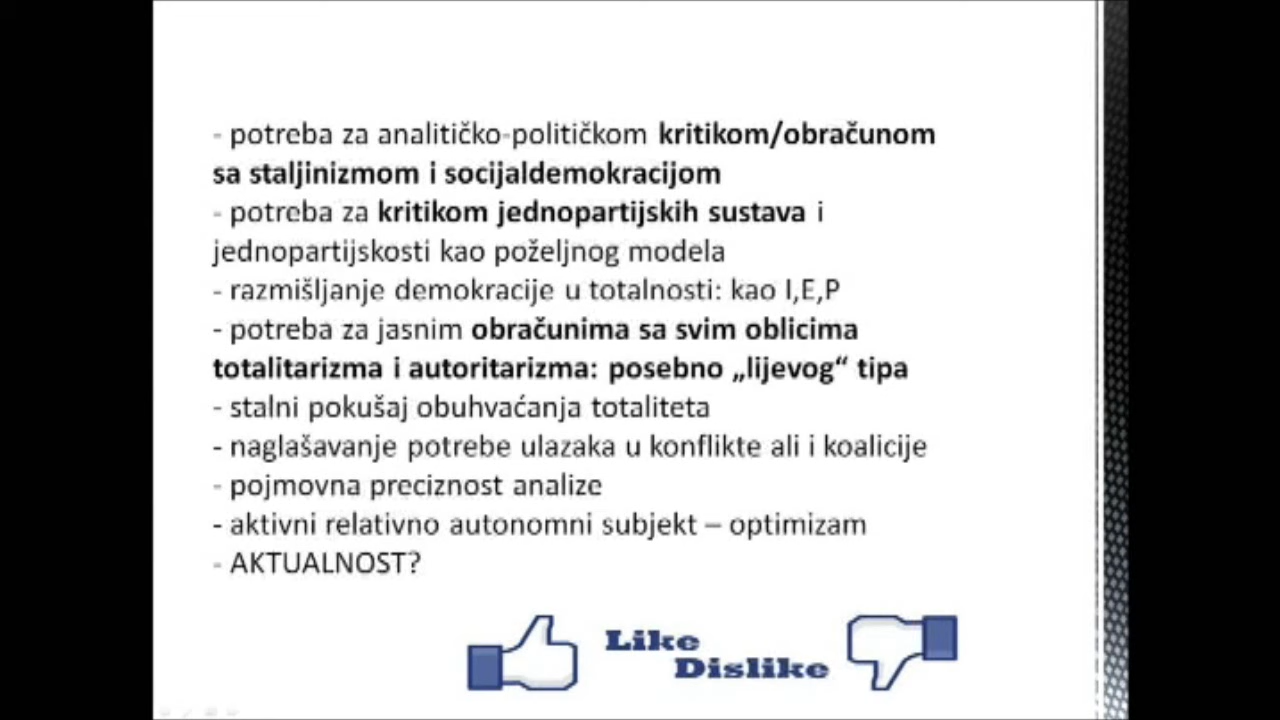 - potreba za analitičko-političkom kritikom/obračunom
sa staljinizmom i socijaldemokracijom
- potreba za kritikom jednopartijskih sustava i
jednopartijskosti kao poželjnog modela
- razmišljanje demokracije u totalnosti: kao I,E,P
- potreba za jasnim obračunima sa svim oblicima
totalitarizma i autoritarizma: posebno „lijevog“ tipa
- stalni pokušaj obuhvaćanja totaliteta
- naglašavanje potrebe ulazaka u konflikte ali i koalicije
- pojmovna preciznost analize
- aktivni relativno autonomni subjekt – optimizam
- AKTUALNOST?
Like
Dislike